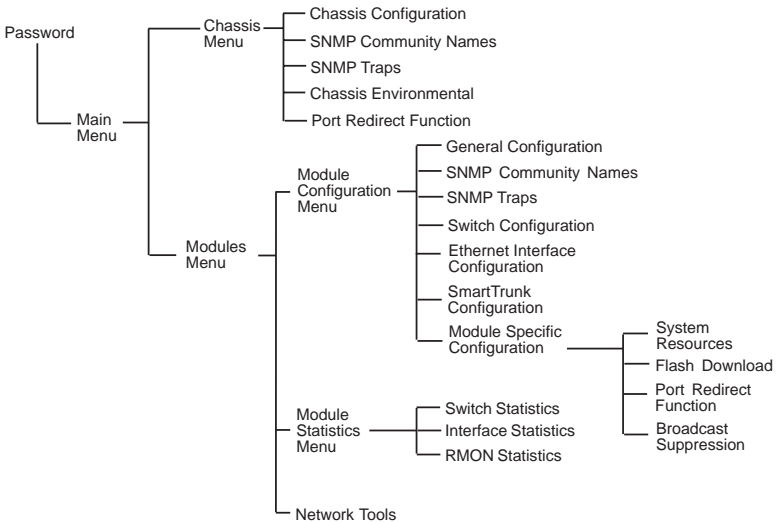 Password
Main
Menu
Chassis
Menu
Chassis Configuration
SNMP Community Names
SNMP Traps
Chassis Environmental
Port Redirect Function
Modules
Menu
Module
Configuration
Menu
General Configuration
SNMP Community Names
SNMP Traps
Switch Configuration
Ethernet Interface
Configuration
SmartTrunk
Configuration
Module Specific
Configuration
System
Resources
Flash Download
Port Redirect
Function
Broadcast
Suppression
Module
Statistics
Menu
Switch Statistics
Interface Statistics
RMON Statistics
Network Tools